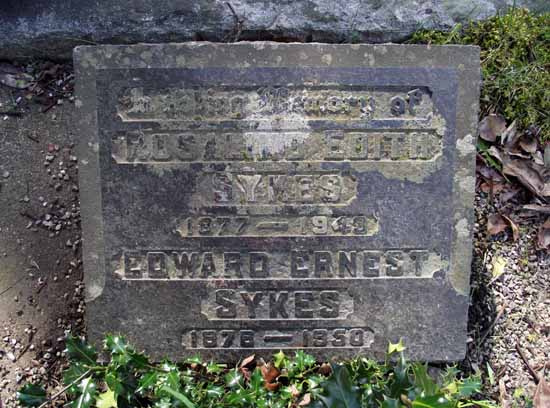 In Loving Memory of
ROSALIND EDITH
SYKES
1877 — 1949
EDWARD ERNEST
SYKES
1878 — 1950